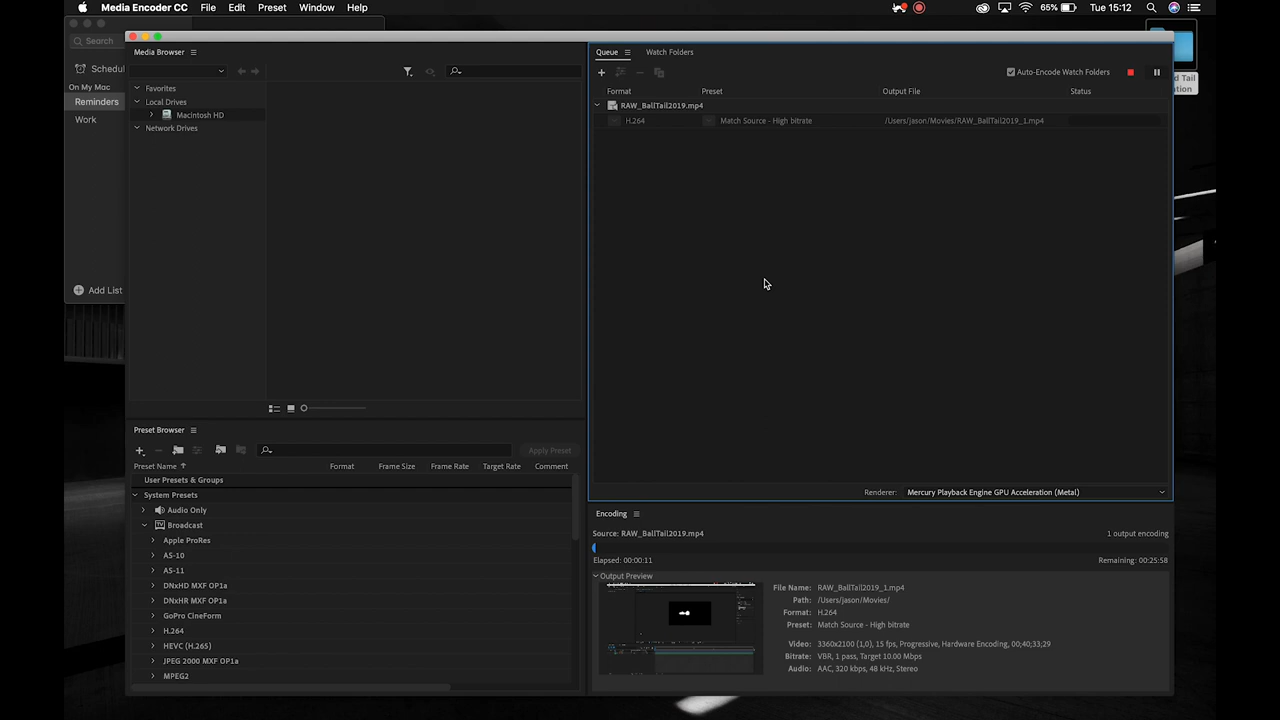 Media Encoder CC File Edit Preset Window Help 65% Tue 15:12
Search
Schedul
On My Mac
Reminders
Work
Add List
Media Browser
Favorites
Local Drives
Macintosh HD
Network Drives
Queue Watch Folders
Auto-Encode Watch Folders
Format Preset Output File Status
RAW_BallTail2019.mp4
H.264 Match Source - High bitrate /Users/jason/Movies/RAW_BallTail2019_1.mp4
Renderer: Mercury Playback Engine GPU Acceleration (Metal)
d Tail
ation
Preset Browser
Apply Preset
Preset Name Format Frame Size Frame Rate Target Rate Comment
User Presets & Groups
System Presets
Audio Only
Broadcast
Apple ProRes
AS-10
AS-11
DNxHD MXF OP1a
DNxHR MXF OP1a
GoPro CineForm
H.264
HEVC (H.265)
JPEG 2000 MXF OP1a
MPEG2
Encoding
Source: RAW_BallTail2019.mp4 1 output encoding
Elapsed: 00:00:11 Remaining: 00:25:58
Output Preview
File Name: RAW_BallTail2019_1.mp4
Path: /Users/jason/Movies/
Format: H.264
Preset: Match Source - High bitrate
Video: 3360x2100 (1,0), 15 fps, Progressive, Hardware Encoding, 00;40;33;29
Bitrate: VBR, 1 pass, Target 10.00 Mbps
Audio: AAC, 320 kbps, 48 kHz, Stereo